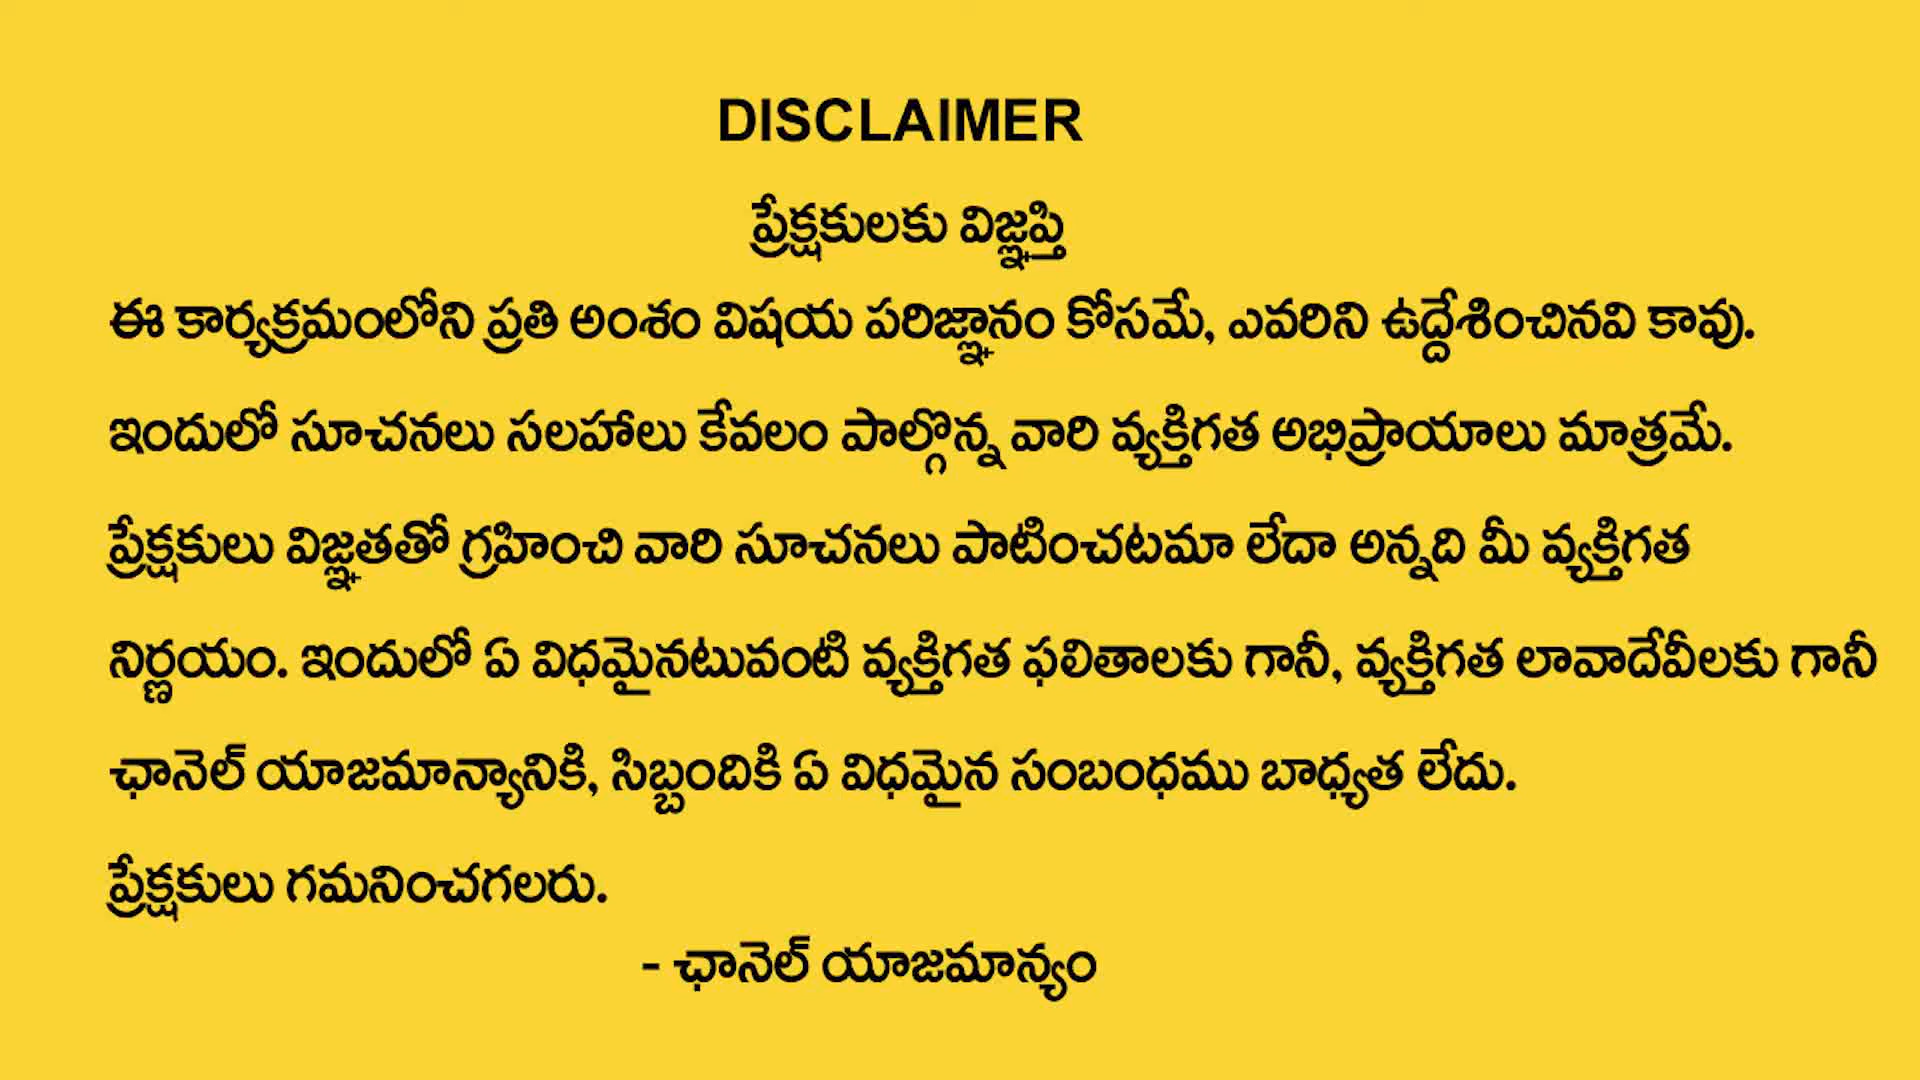 DISCLAIMER
ప్రేక్షకులకు విజ్ఞప్తి
ఈ కార్యక్రమంలోని ప్రతి అంశం విషయ పరిజ్ఞానం కోసమే, ఎవరిని ఉద్దేశించినవి కావు.
ఇందులో సూచనలు సలహాలు కేవలం పాల్గొన్న వారి వ్యక్తిగత అభిప్రాయాలు మాత్రమే.
ప్రేక్షకులు విజ్ఞతతో గ్రహించి వారి సూచనలు పాటించటమా లేదా అన్నది మీ వ్యక్తిగత
నిర్ణయం. ఇందులో ఏ విధమైనటువంటి వ్యక్తిగత ఫలితాలకు గానీ, వ్యక్తిగత లావాదేవీలకు గానీ
ఛానెల్ యాజమాన్యానికి, సిబ్బందికి ఏ విధమైన సంబంధము బాధ్యత లేదు.
ప్రేక్షకులు గమనించగలరు.
- ఛానెల్ యాజమాన్యం